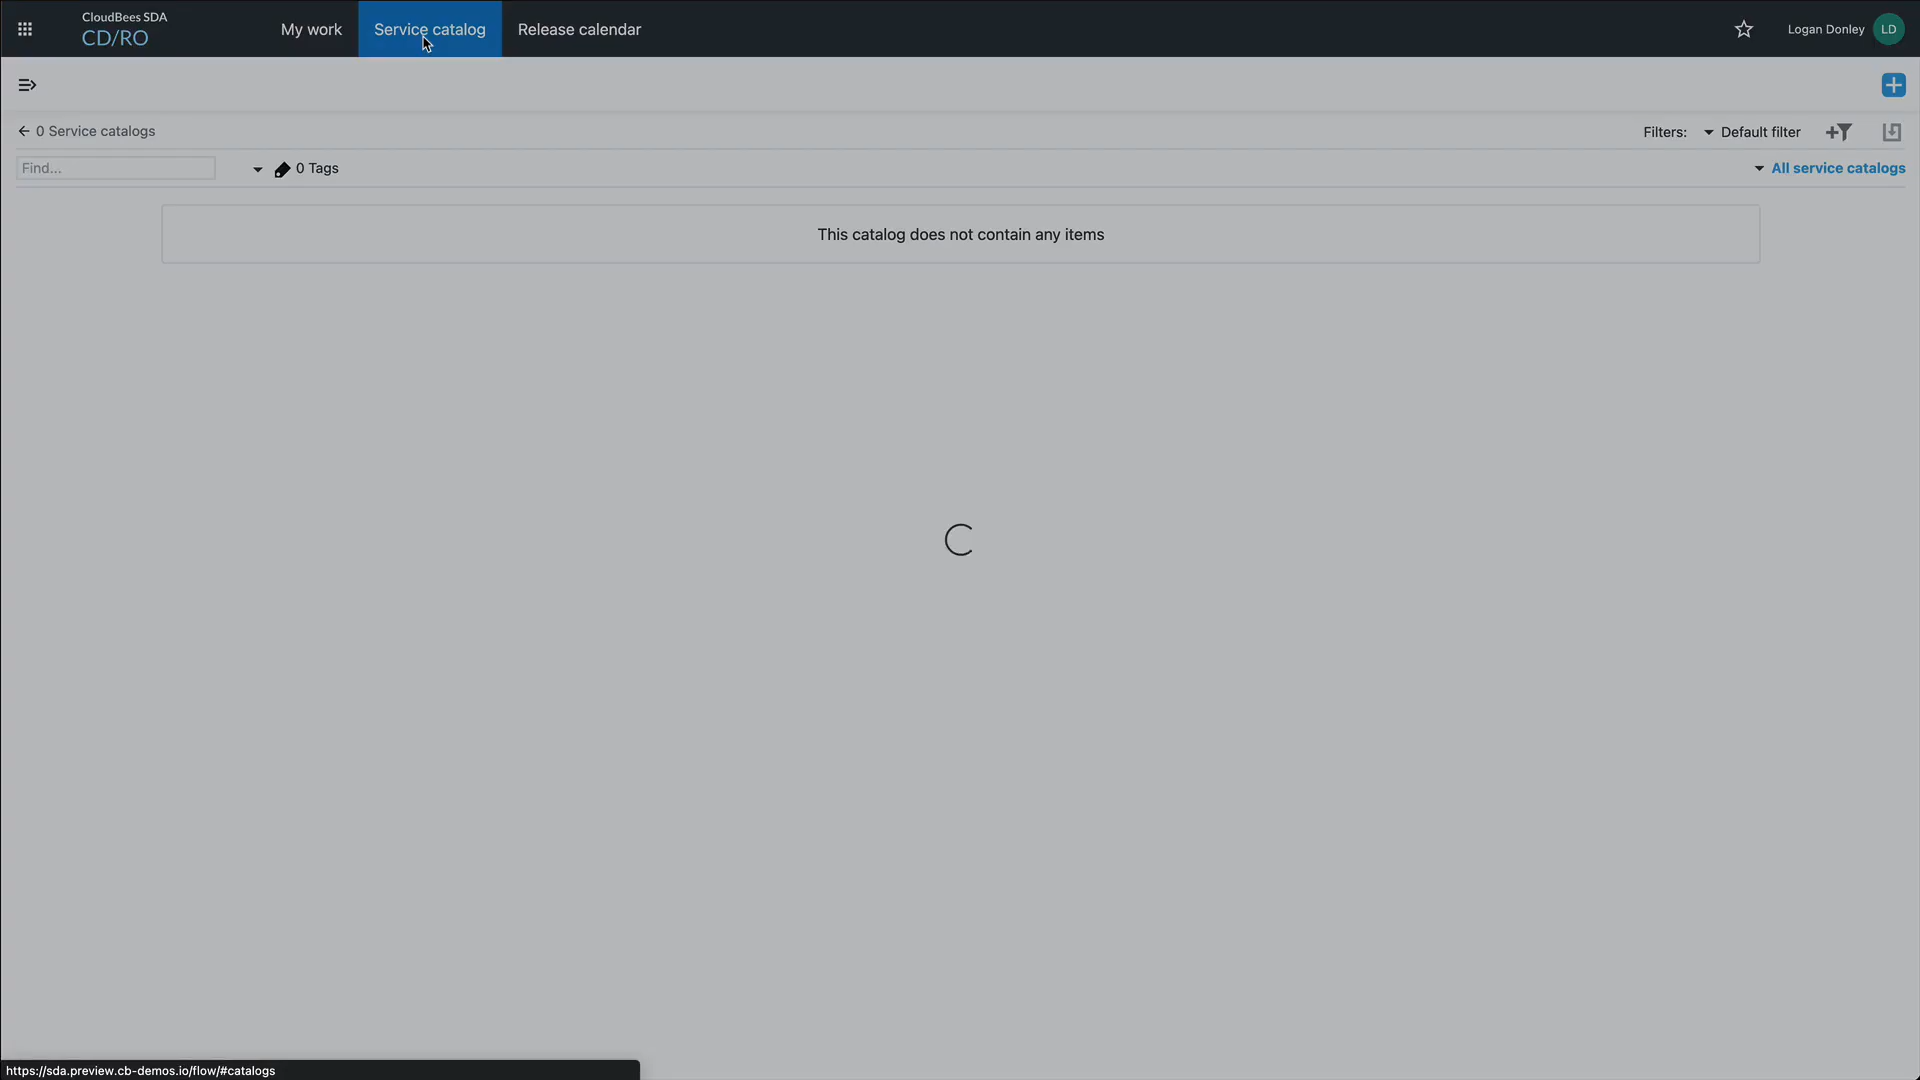 CloudBees SDA
CD/RO
My work
Service catalog
Release calendar
Logan Donley
LD
0 Service catalogs
Filters:
Default filter
Find...
0 Tags
All service catalogs
This catalog does not contain any items
https://sda.preview.cb-demos.io/flow/#catalogs